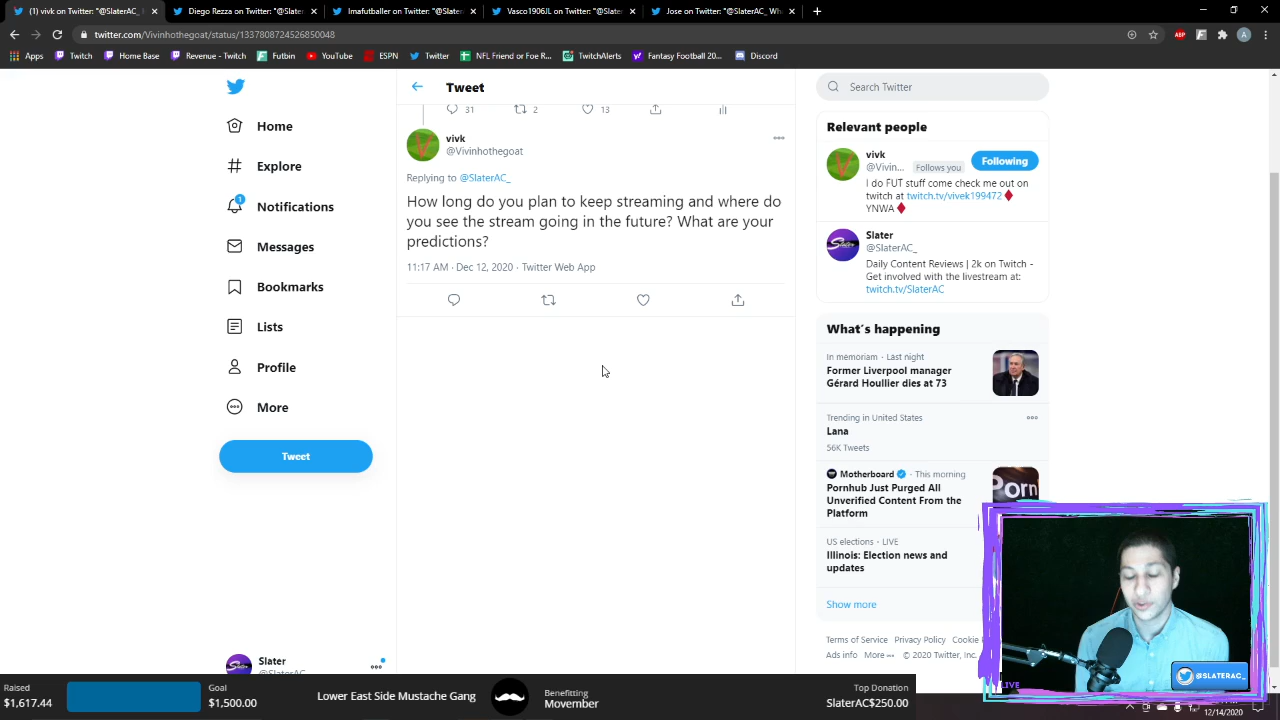 (1) vivk on Twitter: "@SlaterAC_
Diego Rezza on Twitter: "@Slater
Imafutballer on Twitter: "@Slater
Vasco1906JL on Twitter: "@Slater
Jose on Twitter: "@SlaterAC_ Wh
twitter.com/Vivinhothegoat/status/1337808724526850048
Apps
Twitch
Home Base
Revenue - Twitch
Futbin
YouTube
ESPN
Twitter
NFL Friend or Foe R...
TwitchAlerts
Fantasy Football 20...
Discord
Home
Explore
1
Notifications
Messages
Bookmarks
Lists
Profile
More
Tweet
Slater
@SlaterAC_
Tweet
31
2
13
vivk
@Vivinhothegoat
Replying to @SlaterAC_
How long do you plan to keep streaming and where do
you see the stream going in the future? What are your
predictions?
11:17 AM · Dec 12, 2020 · Twitter Web App
Search Twitter
Relevant people
vivk
@Vivin... Follows you
Following
I do FUT stuff come check me out on
twitch at twitch.tv/vivek199472
YNWA
Slater
@SlaterAC_
Daily Content Reviews | 2k on Twitch -
Get involved with the livestream at:
twitch.tv/SlaterAC
What's happening
In memoriam · Last night
Former Liverpool manager
Gérard Houllier dies at 73
Trending in United States
Lana
56K Tweets
Motherboard · This morning
Pornhub Just Purged All
Unverified Content From the
Platform
Porn
US elections · LIVE
Illinois: Election news and
updates
Show more
Terms of Service Privacy Policy Cookie
Ads info More © 2020 Twitter, Inc.
LIVE
@SLATERAC_
Raised
$1,617.44
Goal
$1,500.00
Lower East Side Mustache Gang
Benefitting
Movember
Top Donation
SlaterAC$250.00
12/14/2020